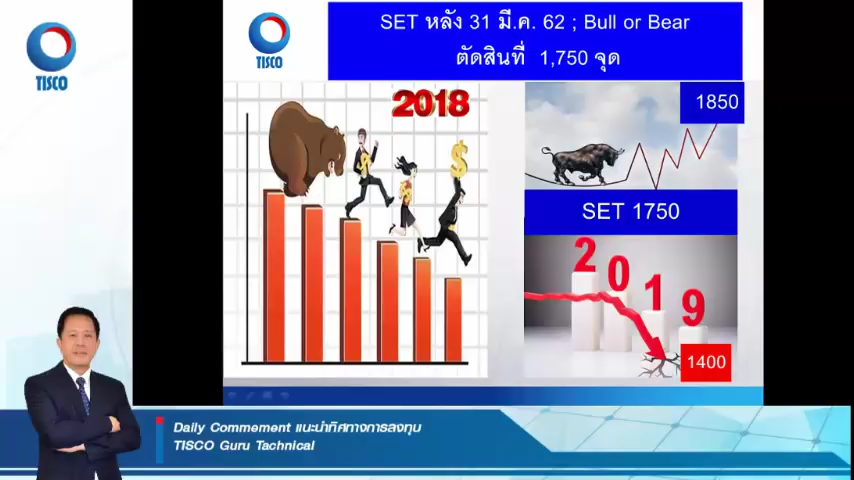 TISCO
TISCO
SET หลัง 31 มี.ค. 62 ; Bull or Bear
ตัดสินที่ 1,750 จุด
2018
$
1850
SET 1750
2019
1400
Daily Commement แนะนำทิศทางการลงทุน
TISCO Guru Tachnical